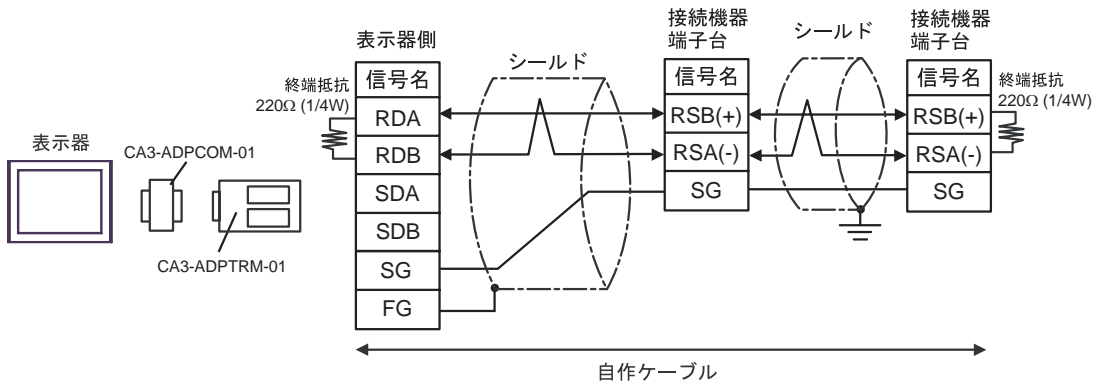 表示器
CA3-ADPCOM-01
CA3-ADPTRM-01
終端抵抗
220Ω (1/4W)
表示器側
信号名
RDA
RDB
SDA
SDB
SG
FG
シールド
接続機器
端子台
信号名
RSB(+)
RSA(-)
SG
シールド
接続機器
端子台
信号名
RSB(+)
RSA(-)
SG
終端抵抗
220Ω (1/4W)
自作ケーブル